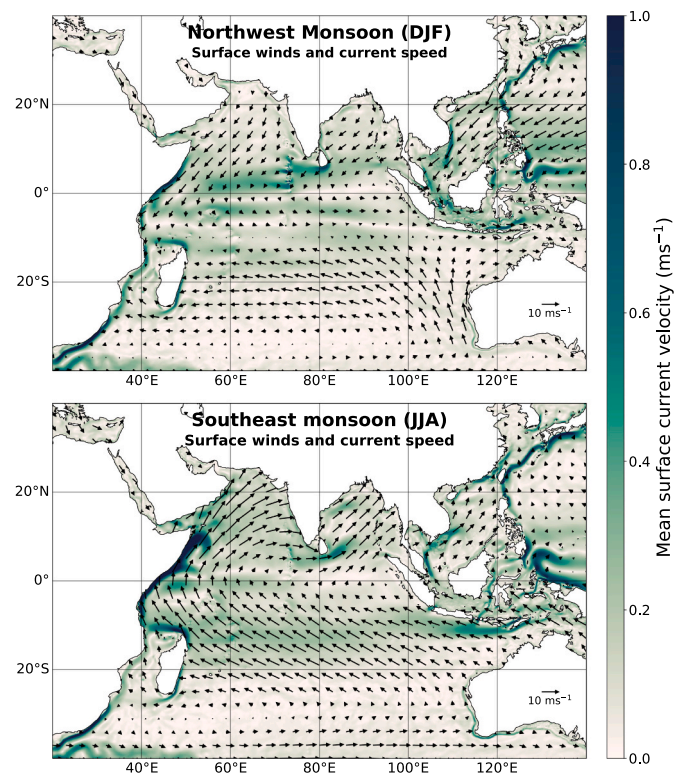 Northwest Monsoon (DJF)
Surface winds and current speed
20°N
0°
20°S
10 ms⁻¹
40°E
60°E
80°E
100°E
120°E
Southeast monsoon (JJA)
Surface winds and current speed
20°N
0°
20°S
10 ms⁻¹
40°E
60°E
80°E
100°E
120°E
1.0
0.8
0.6
0.4
0.2
0.0
Mean surface current velocity (ms⁻¹)